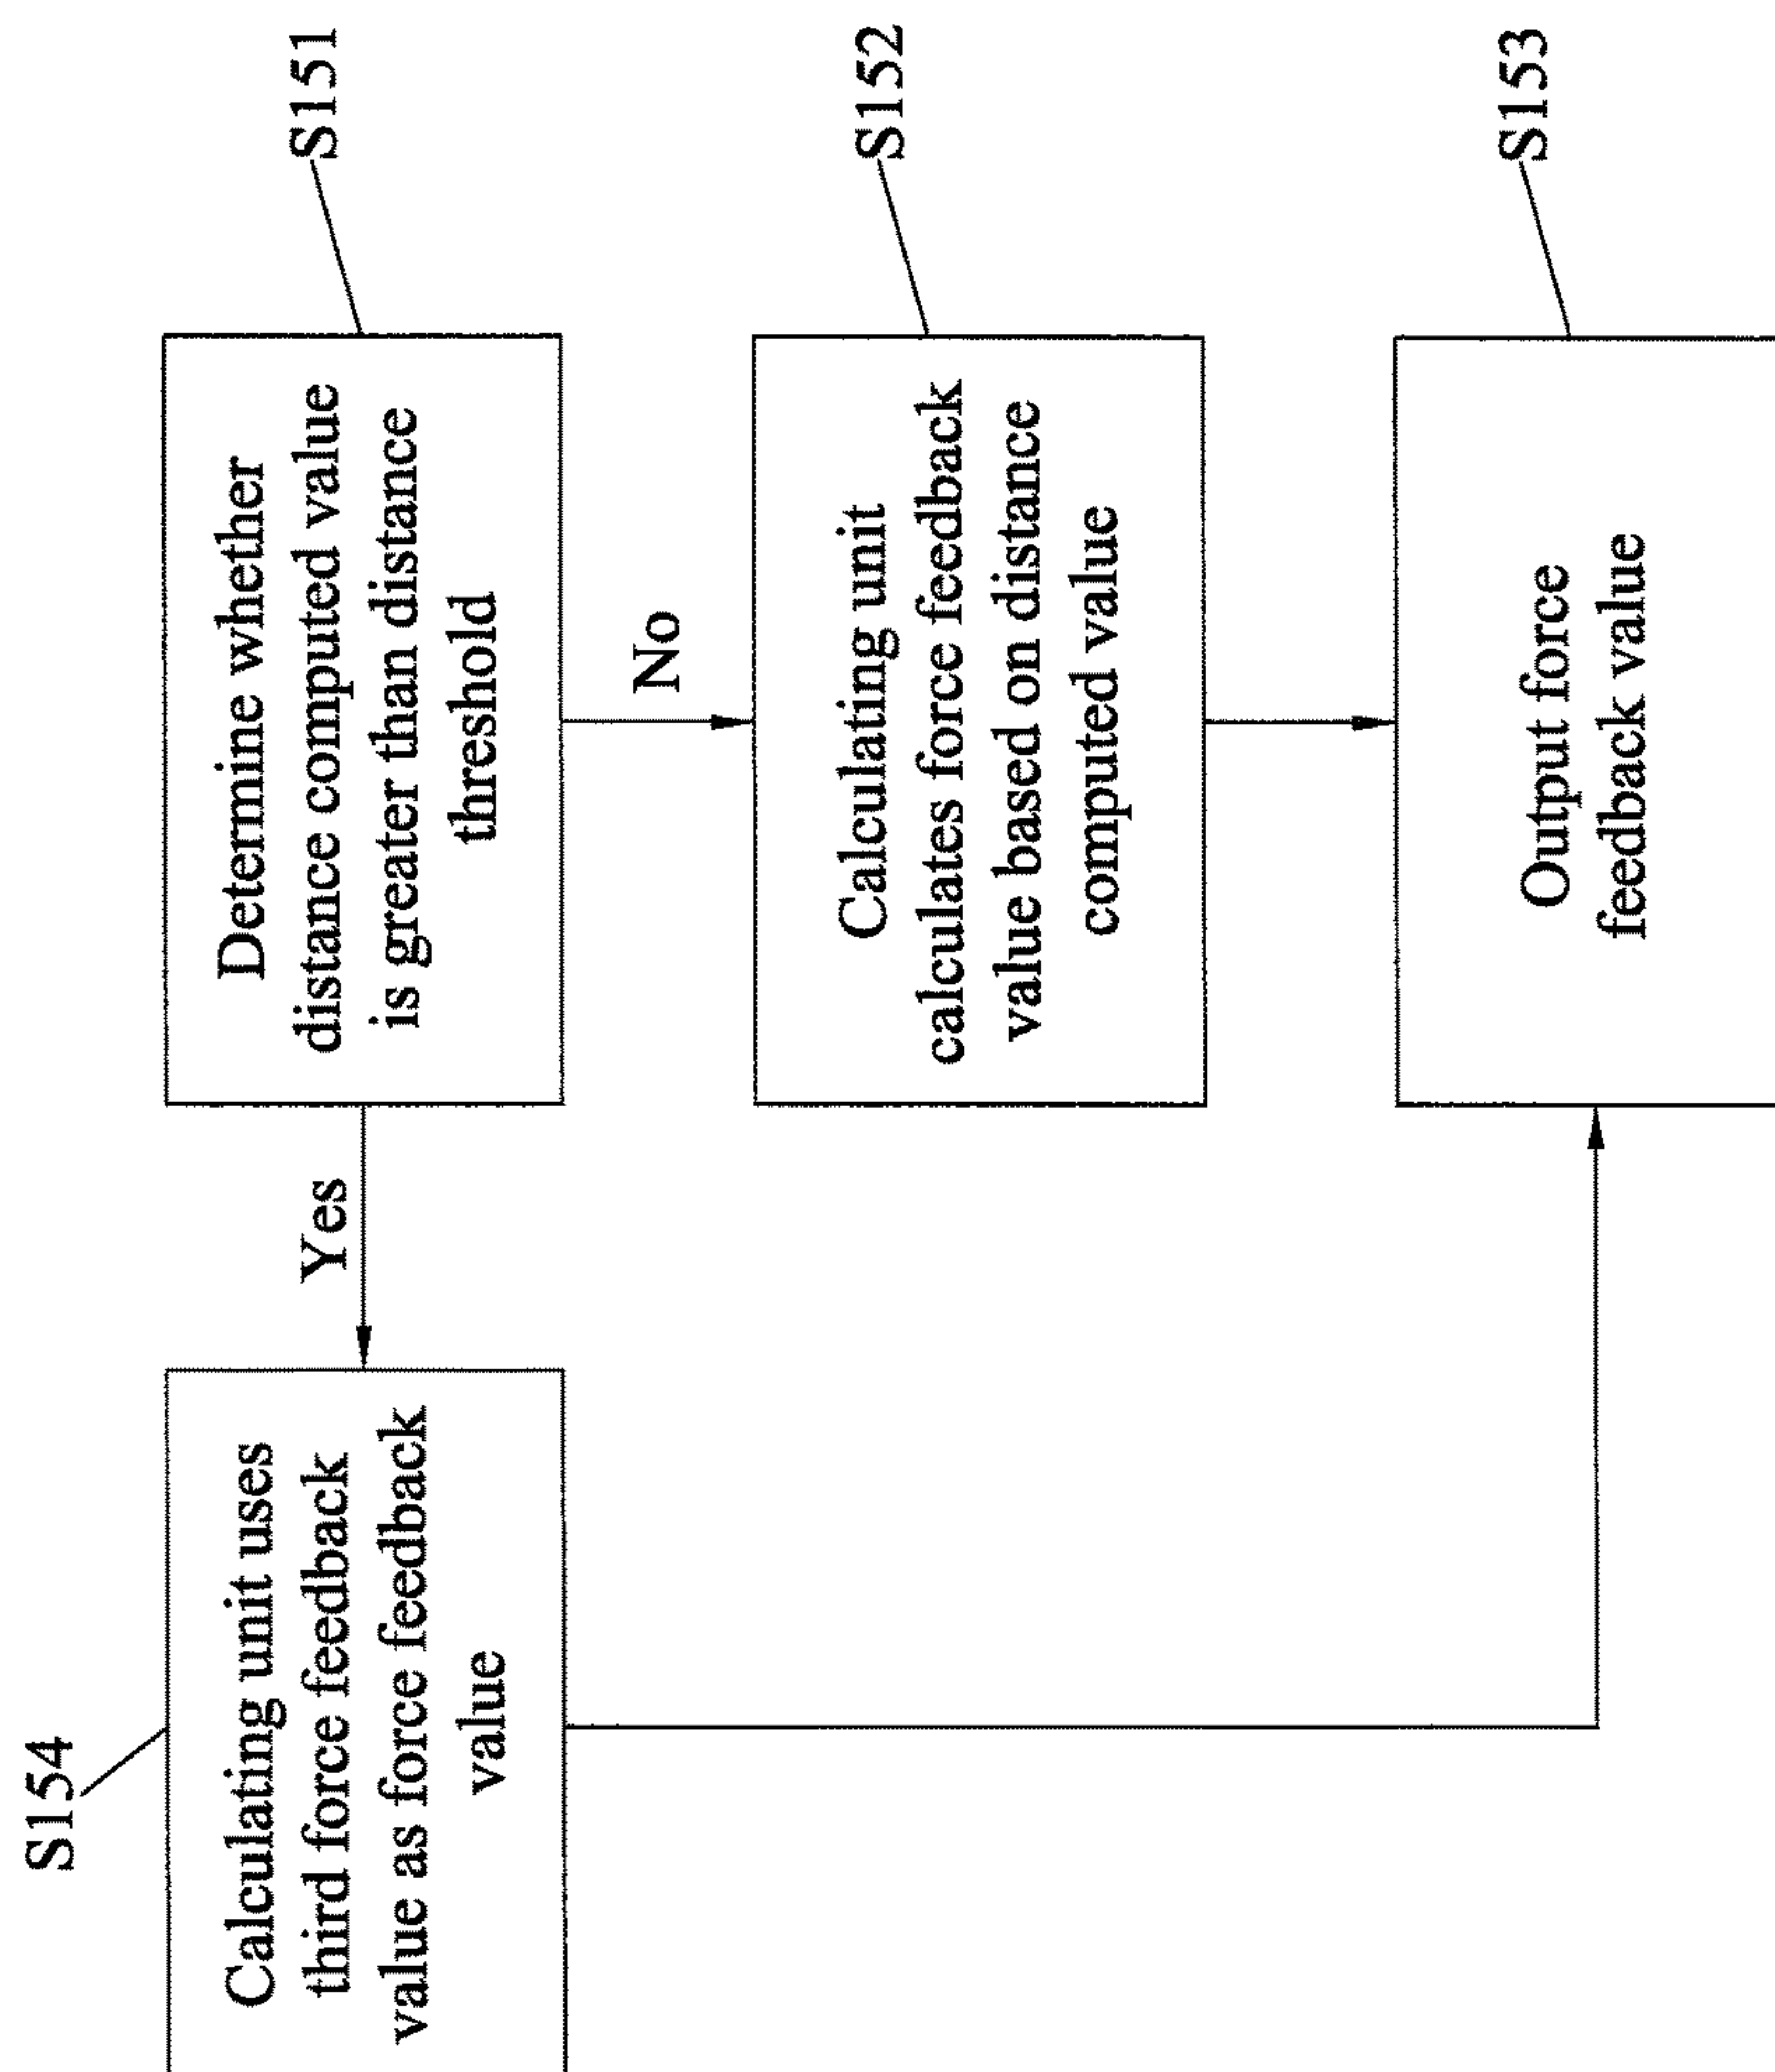 S151
Determine whether
distance computed value
is greater than distance
threshold
Yes
No
S154
Calculating unit uses
third force feedback
value as force feedback
value
S152
Calculating unit
calculates force feedback
value based on distance
computed value
S153
Output force
feedback value